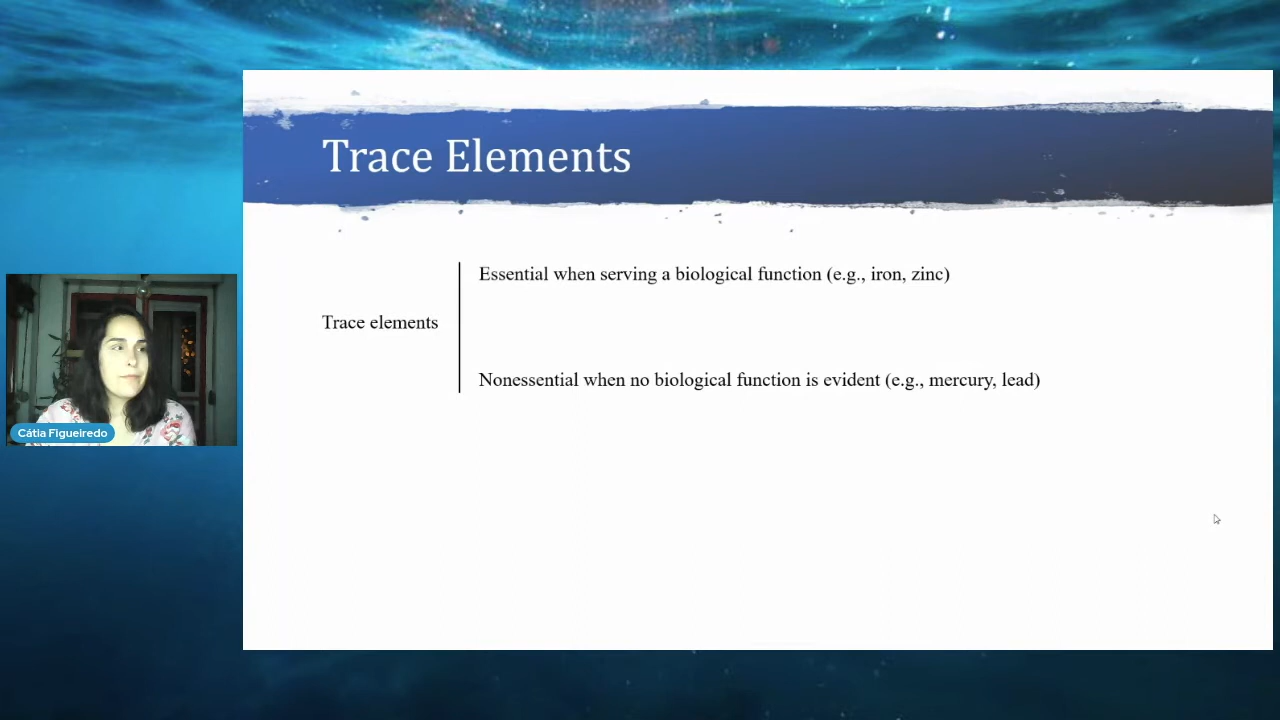 Trace Elements
Essential when serving a biological function (e.g., iron, zinc)
Trace elements
Nonessential when no biological function is evident (e.g., mercury, lead)
Cátia Figueiredo